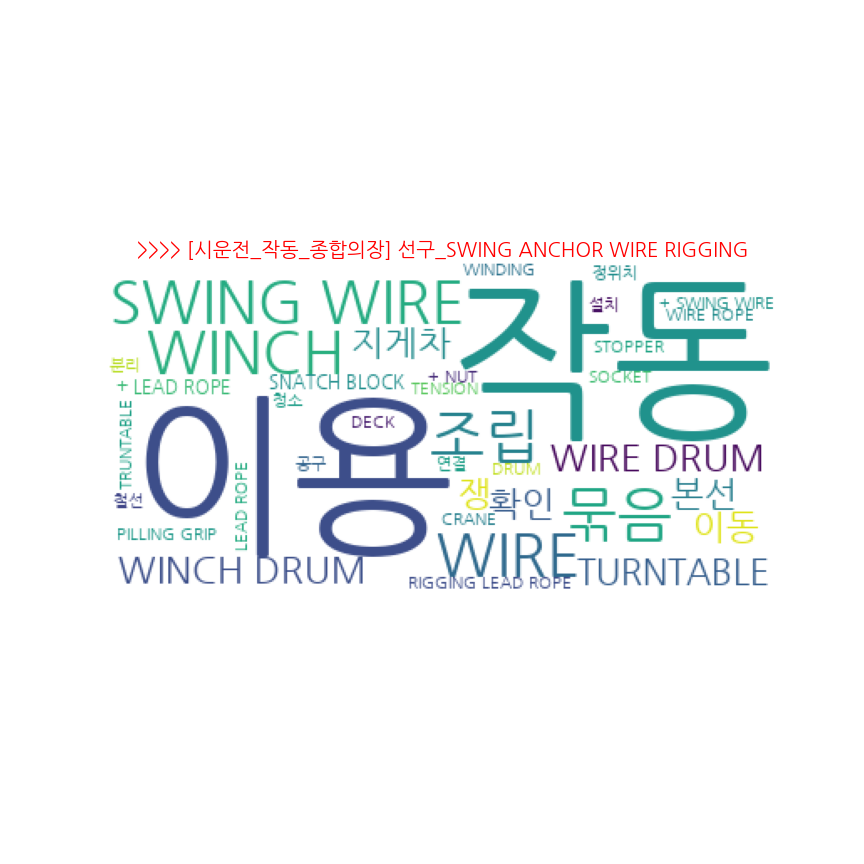 >>>> [시운전_작동_종합의장] 선구_SWING ANCHOR WIRE RIGGING
WINDING
정위치
SWING WIRE
작동
설치
+ SWING WIRE
WIRE ROPE
WINCH
지게차
STOPPER
분리
+ LEAD ROPE
SNATCH BLOCK
+ NUT
TENSION
SOCKET
청소
이용
TRUNTABLE
DECK
조립
WIRE DRUM
공구
연결
DRUM
LEAD ROPE
철선
쟁
확인
묶음
본선
이동
CRANE
PILLING GRIP
WINCH DRUM
WIRE
TURNTABLE
RIGGING LEAD ROPE